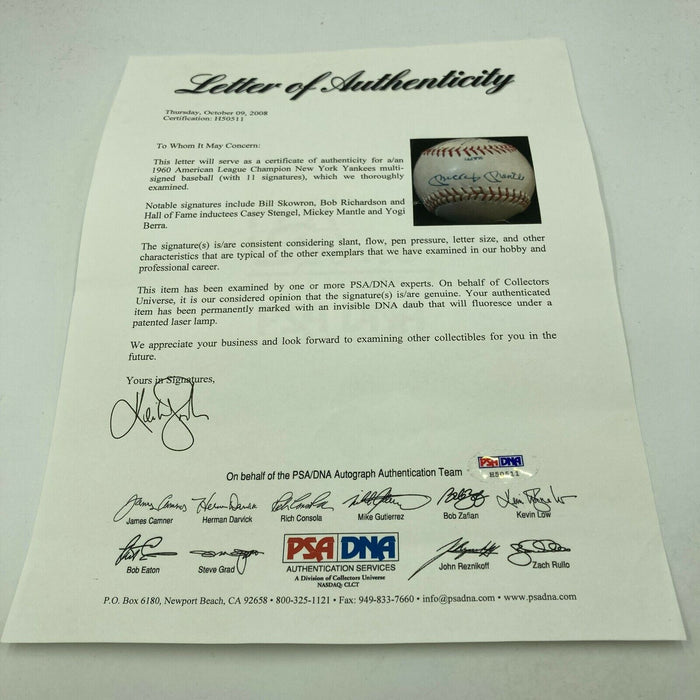 Letter of Authenticity
Thursday, October 09, 2008
Certification: H50511
To Whom It May Concern:
This letter will serve as a certificate of authenticity for a/an
1960 American League Champion New York Yankees multi-
signed baseball (with 11 signatures), which we thoroughly
examined.
Notable signatures include Bill Skowron, Bob Richardson and
Hall of Fame inductees Casey Stengel, Mickey Mantle and Yogi
Berra.
Mickey Mantle
The signature(s) is/are consistent considering slant, flow, pen pressure, letter size, and other
characteristics that are typical of the other exemplars that we have examined in our hobby and
professional career.
This item has been examined by one or more PSA/DNA experts. On behalf of Collectors
Universe, it is our considered opinion that the signature(s) is/are genuine. Your authenticated
item has been permanently marked with an invisible DNA daub that will fluoresce under a
patented laser lamp.
We appreciate your business and look forward to examining other collectibles for you in the
future.
Yours in Signatures,
On behalf of the PSA/DNA Autograph Authentication Team
PSA DNA
H50511
James Camner Herman Darvick Rich Consola Mike Gutierrez Bob Zafian Kevin Low
Bob Eaton Steve Grad John Reznikoff Zach Rullo
PSA DNA
AUTHENTICATION SERVICES
A Division of Collectors Universe
NASDAQ: CLCT
P.O. Box 6180, Newport Beach, CA 92658 • 800-325-1121 • Fax: 949-833-7660 • info@psadna.com • www.psadna.com